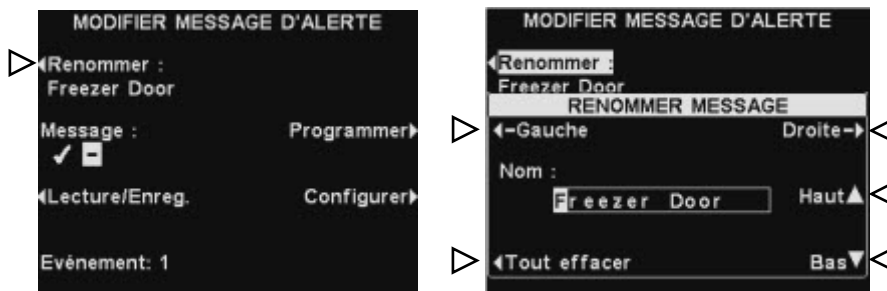 MODIFIER MESSAGE D'ALERTE
Renommer :
Freezer Door
Message :
Programmer
Lecture/Enreg.
Configurer
Evénement: 1
MODIFIER MESSAGE D'ALERTE
Renommer :
Freezer Door
RENOMMER MESSAGE
-Gauche
Droite-
Nom :
Freezer Door
Haut
Tout effacer
Bas